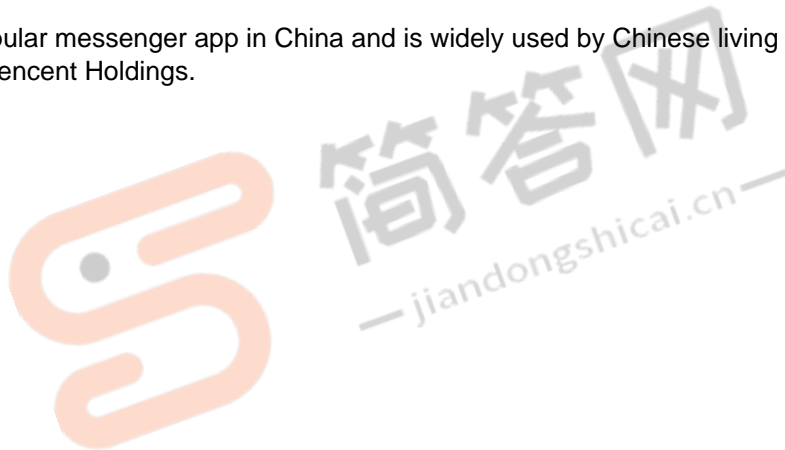 pular messenger app in China and is widely used by Chinese living
encent Holdings.
简答网
jiandongshicai.cn